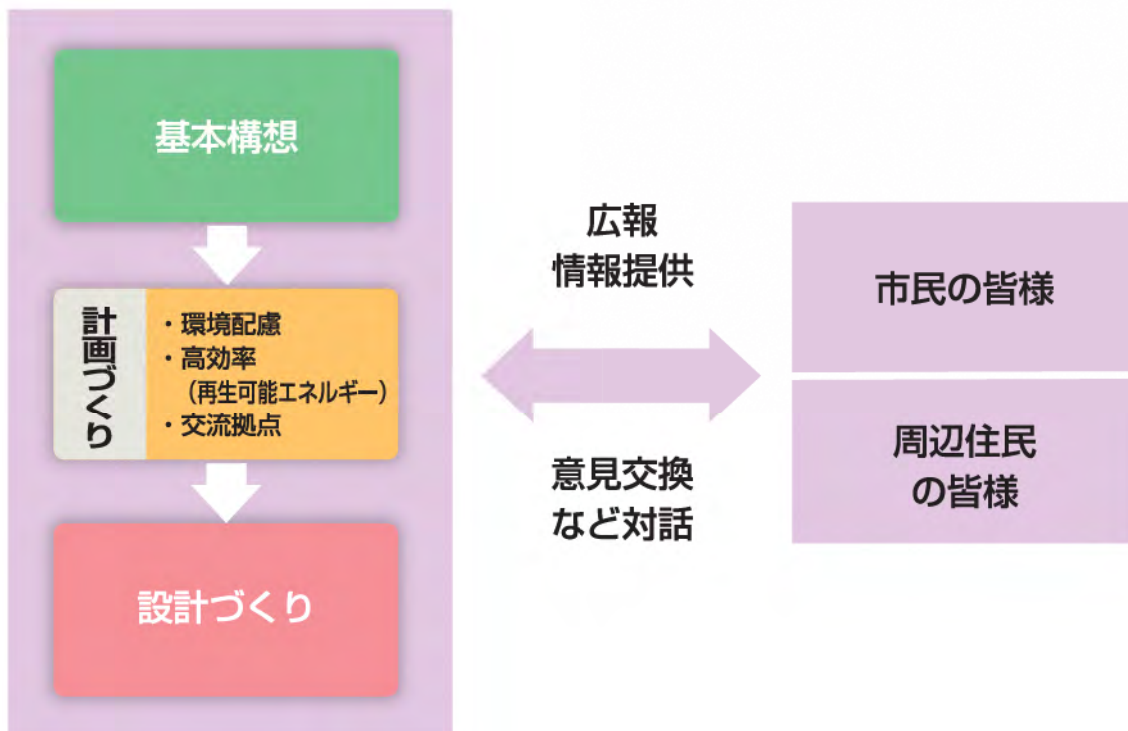 基本構想
計画づくり
・環境配慮
・高効率
（再生可能エネルギー）
・交流拠点
設計づくり
広報
情報提供
意見交換
など対話
市民の皆様
周辺住民
の皆様